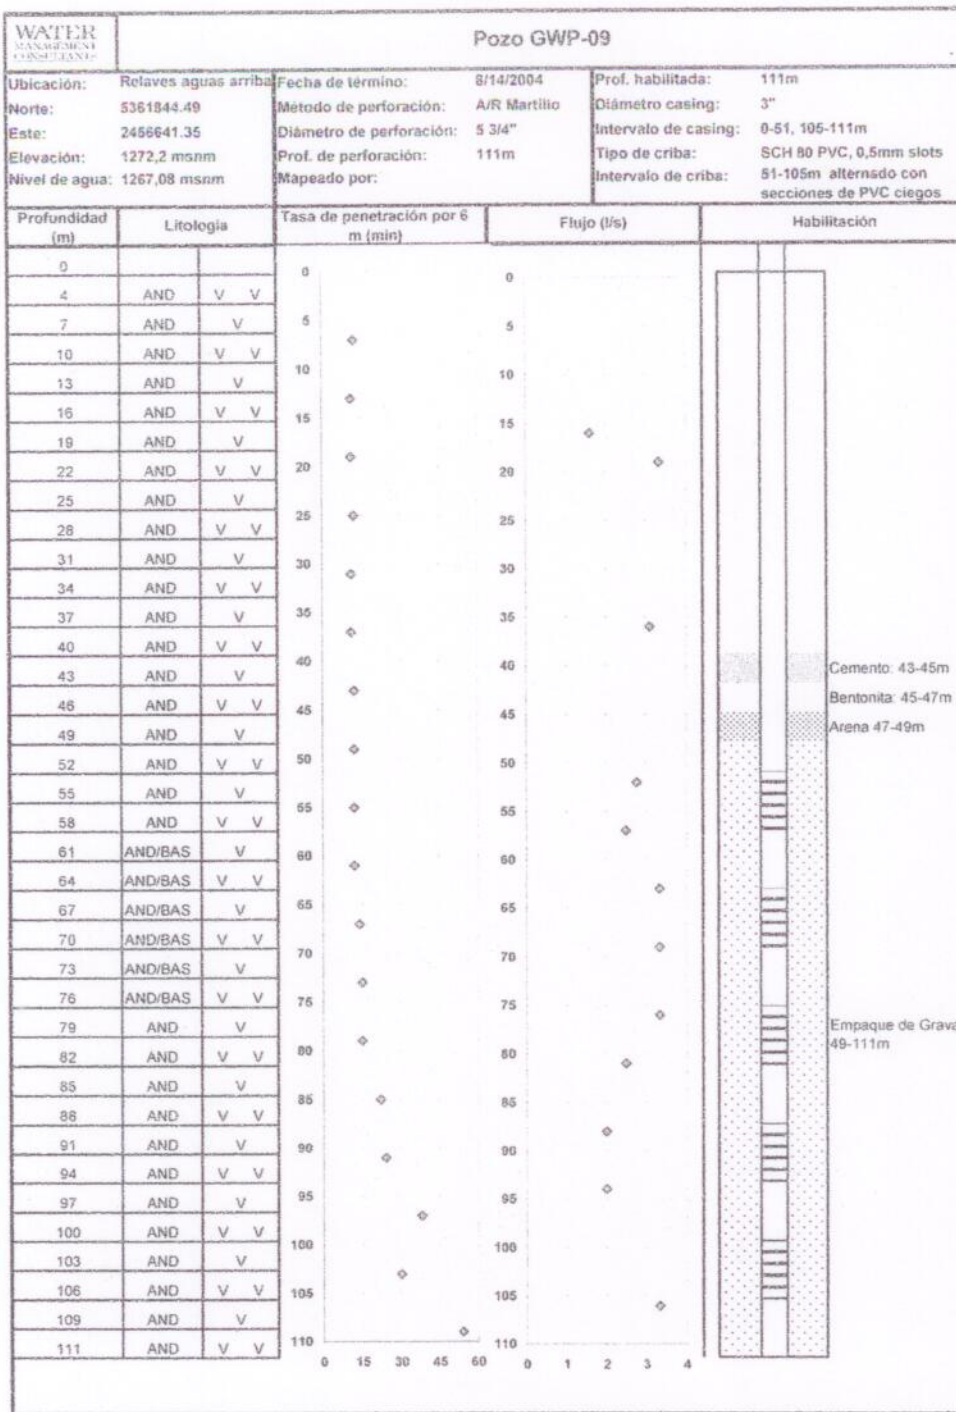 WATER
MANAGEMENT
CONSULTANTS
Pozo GWP-09
Ubicación: Relaves aguas arriba
Norte: 5361844.49
Este: 2456641.35
Elevación: 1272,2 msnm
Nivel de agua: 1267,08 msnm
Fecha de término: 8/14/2004
Método de perforación: A/R Martillo
Diámetro de perforación: 5 3/4"
Prof. de perforación: 111m
Mapeado por:
Prof. habilitada: 111m
Diámetro casing: 3"
Intervalo de casing: 0-51, 105-111m
Tipo de criba: SCH 80 PVC, 0,5mm slots
Intervalo de criba: 51-105m alternado con
secciones de PVC ciegos
Profundidad
(m)
Litología
Tasa de penetración por 6
m (min)
Flujo (l/s)
Habilitación
0
4 AND V V
7 AND V
10 AND V V
13 AND V
16 AND V V
19 AND V
22 AND V V
25 AND V
28 AND V V
31 AND V
34 AND V V
37 AND V
40 AND V V
43 AND V
46 AND V V
49 AND V
52 AND V V
55 AND V
58 AND V V
61 AND/BAS V
64 AND/BAS V V
67 AND/BAS V
70 AND/BAS V V
73 AND/BAS V
76 AND/BAS V V
79 AND V
82 AND V V
85 AND V
88 AND V V
91 AND V
94 AND V V
97 AND V
100 AND V V
103 AND V
106 AND V V
109 AND V
111 AND V V
0
5
10
15
20
25
30
35
40
45
50
55
60
65
70
75
80
85
90
95
100
105
110
0 15 30 45 60
0
5
10
15
20
25
30
35
40
45
50
55
60
65
70
75
80
85
90
95
100
105
110
0 1 2 3 4
Cemento: 43-45m
Bentonita: 45-47m
Arena 47-49m
Empaque de Grava
49-111m